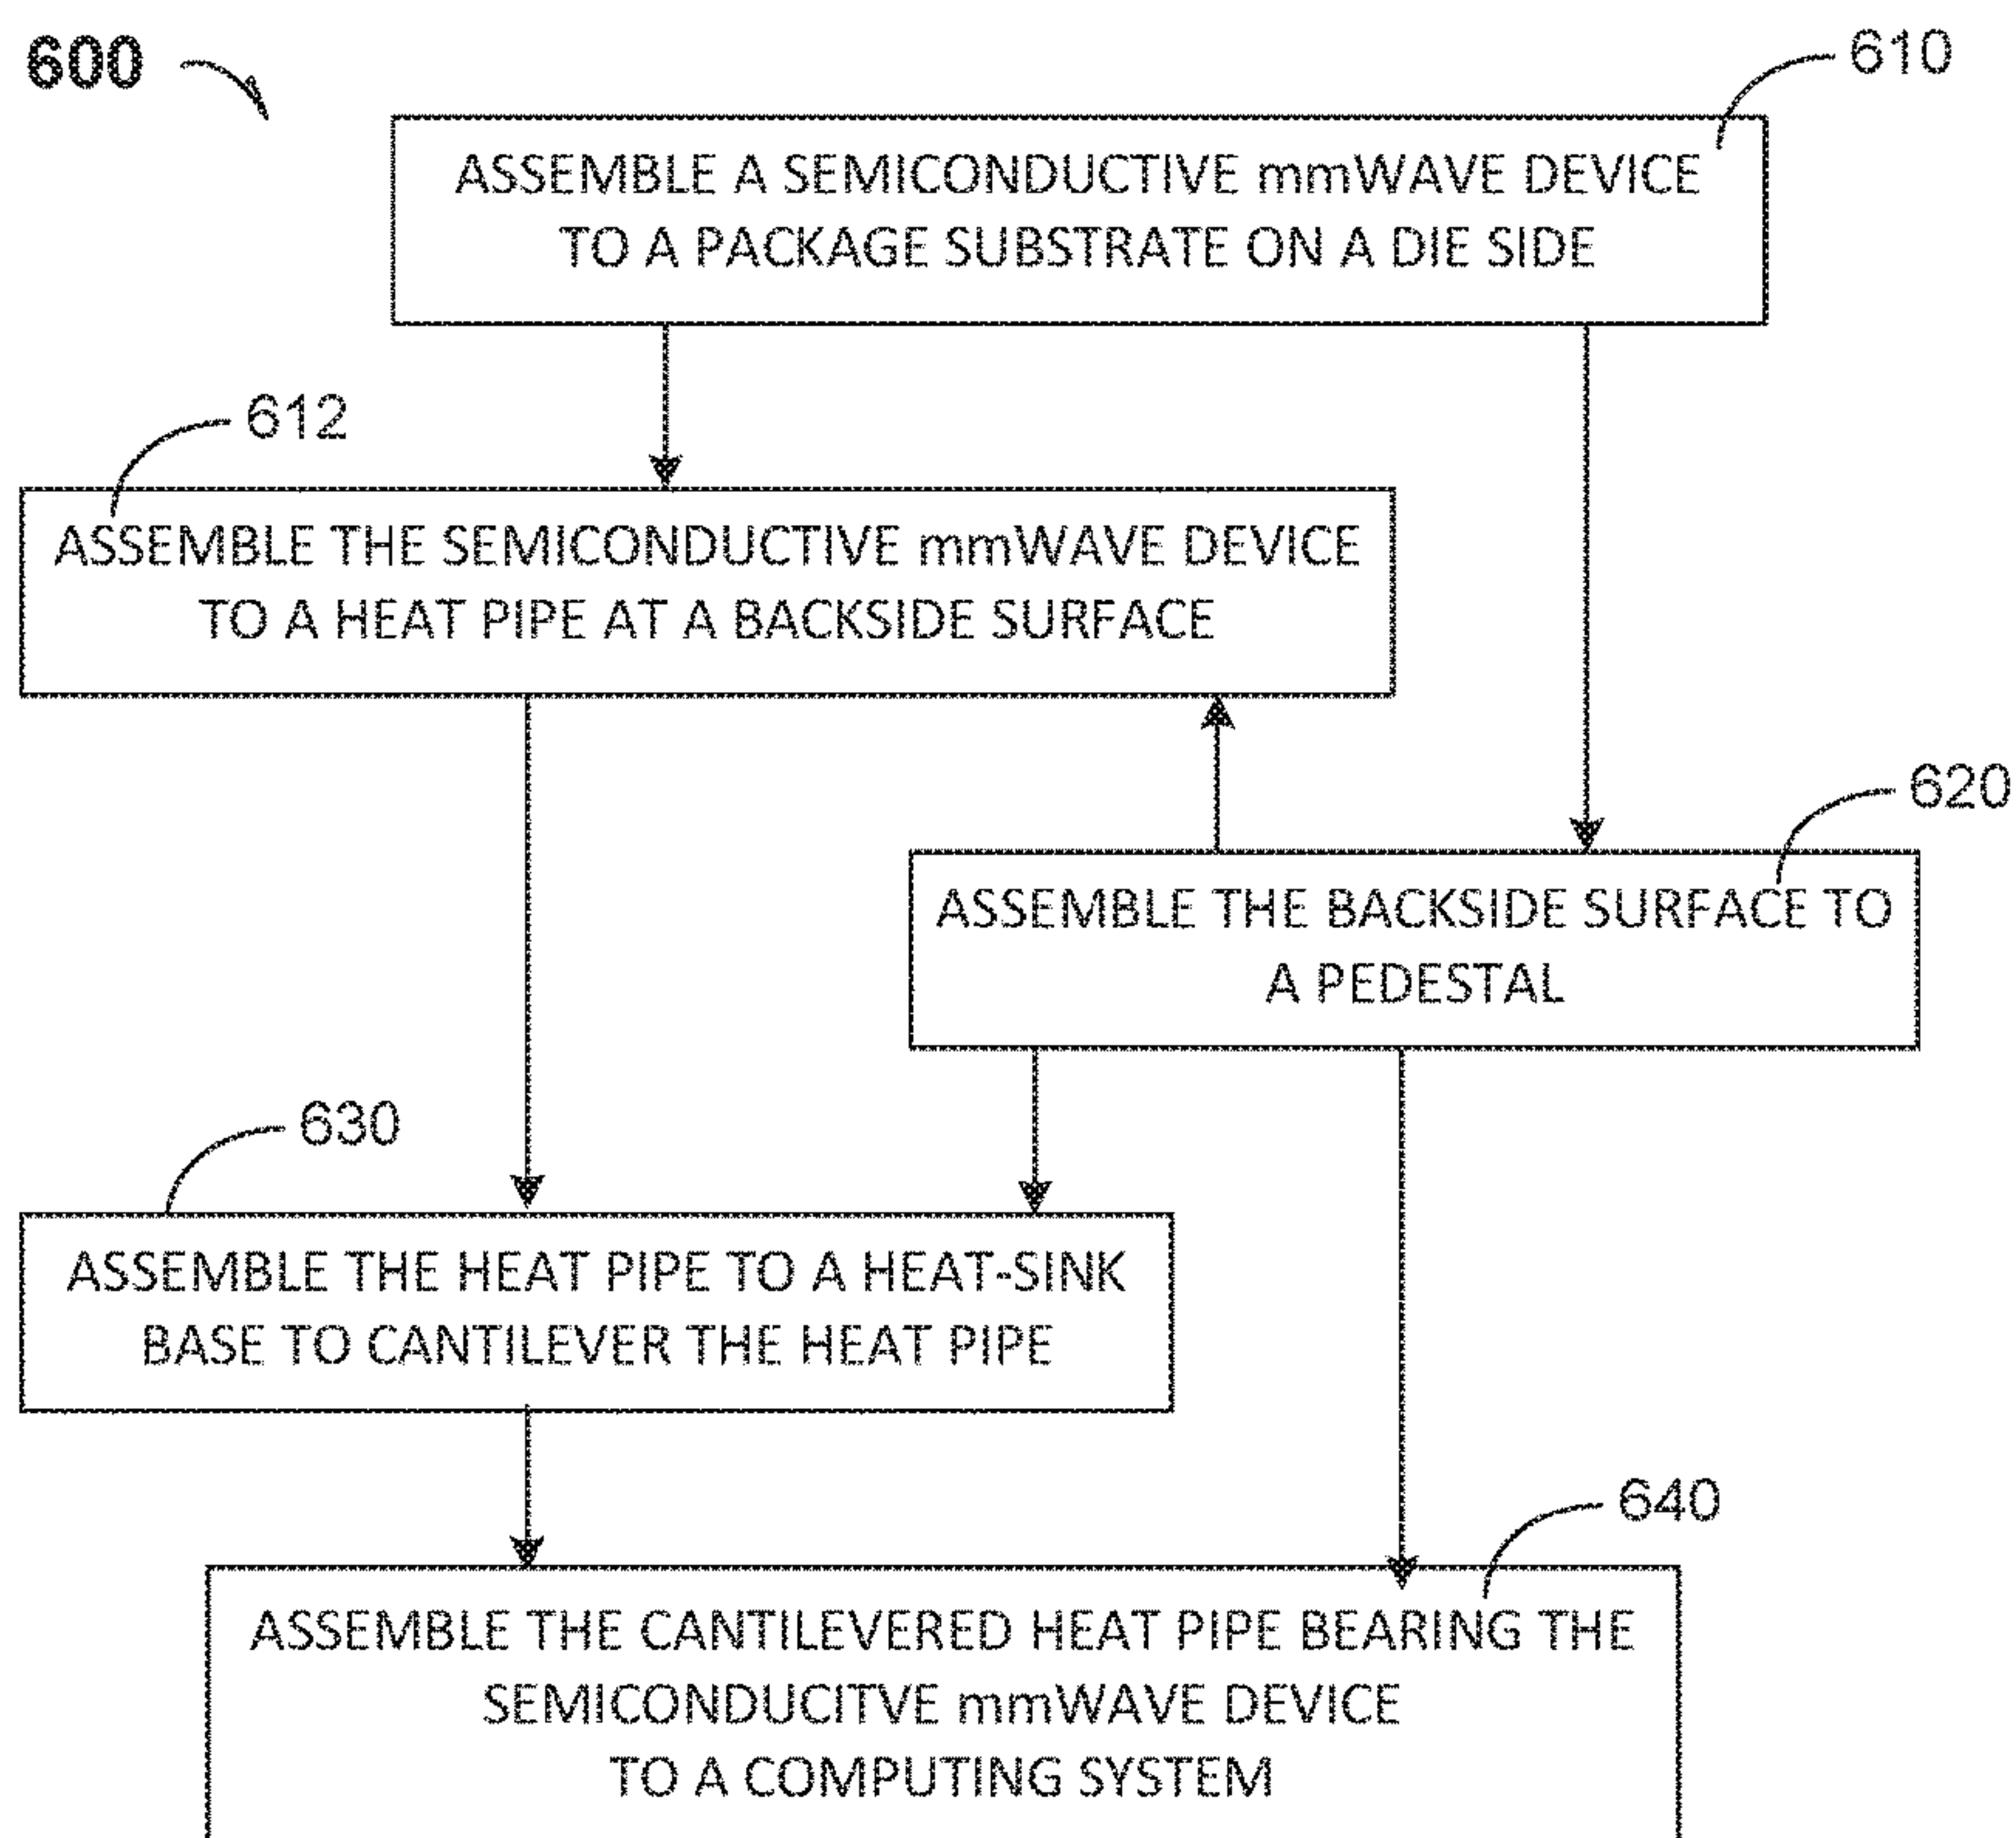 600
610
ASSEMBLE A SEMICONDUCTIVE mmWAVE DEVICE
TO A PACKAGE SUBSTRATE ON A DIE SIDE
612
ASSEMBLE THE SEMICONDUCTIVE mmWAVE DEVICE
TO A HEAT PIPE AT A BACKSIDE SURFACE
620
ASSEMBLE THE BACKSIDE SURFACE TO
A PEDESTAL
630
ASSEMBLE THE HEAT PIPE TO A HEAT-SINK
BASE TO CANTILEVER THE HEAT PIPE
640
ASSEMBLE THE CANTILEVERED HEAT PIPE BEARING THE
SEMICONDUCITVE mmWAVE DEVICE
TO A COMPUTING SYSTEM